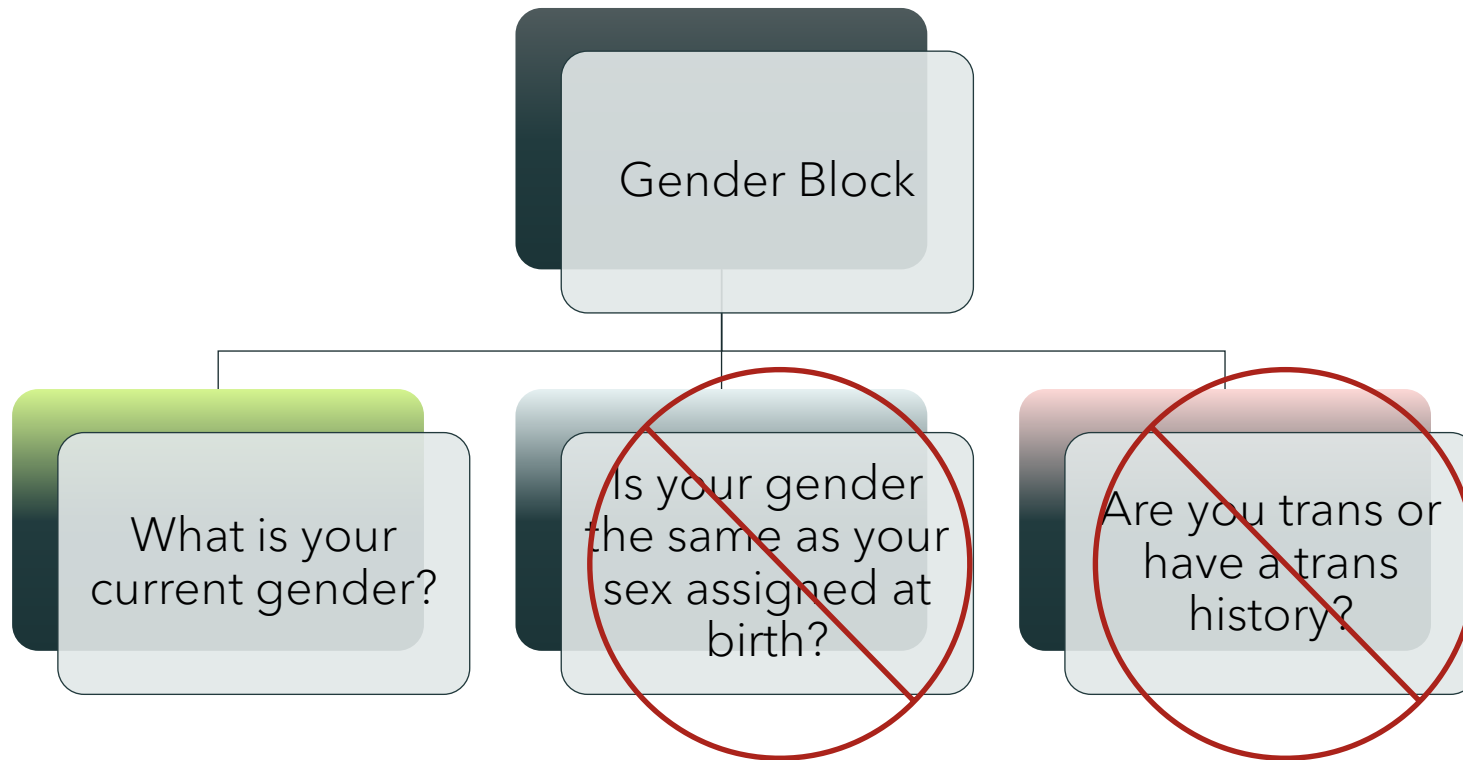 Gender Block
What is your
current gender?
Is your gender
the same as your
sex assigned at
birth?
Are you trans or
have a trans
history?